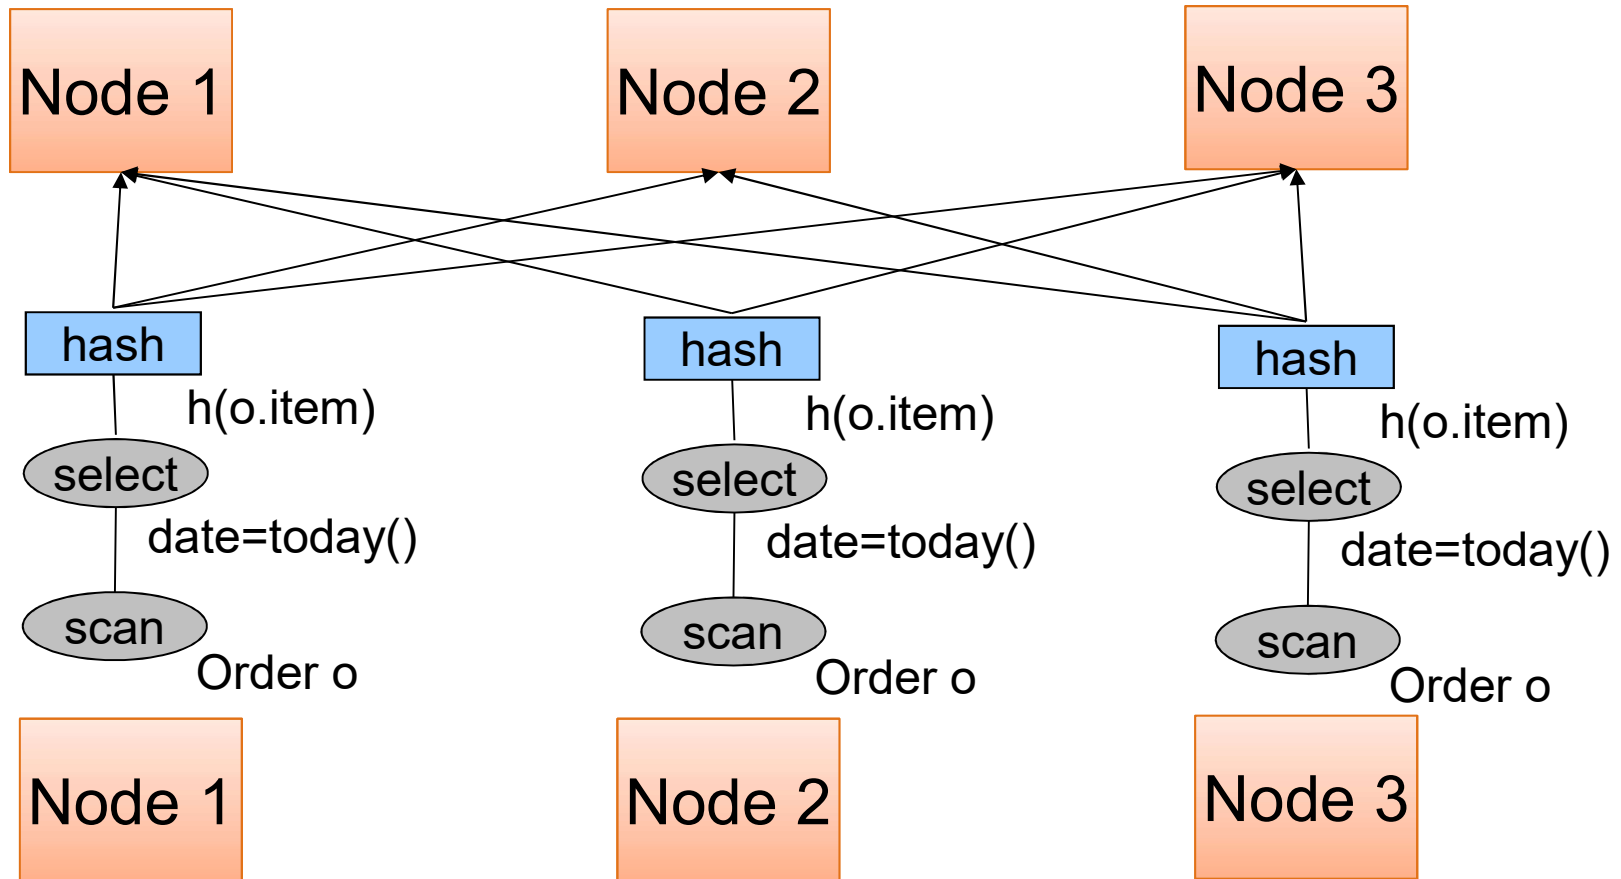 Node 1
Node 2
Node 3
hash
hash
hash
h(o.item)
h(o.item)
h(o.item)
select
select
select
date=today()
date=today()
date=today()
scan
scan
scan
Order o
Order o
Order o
Node 1
Node 2
Node 3